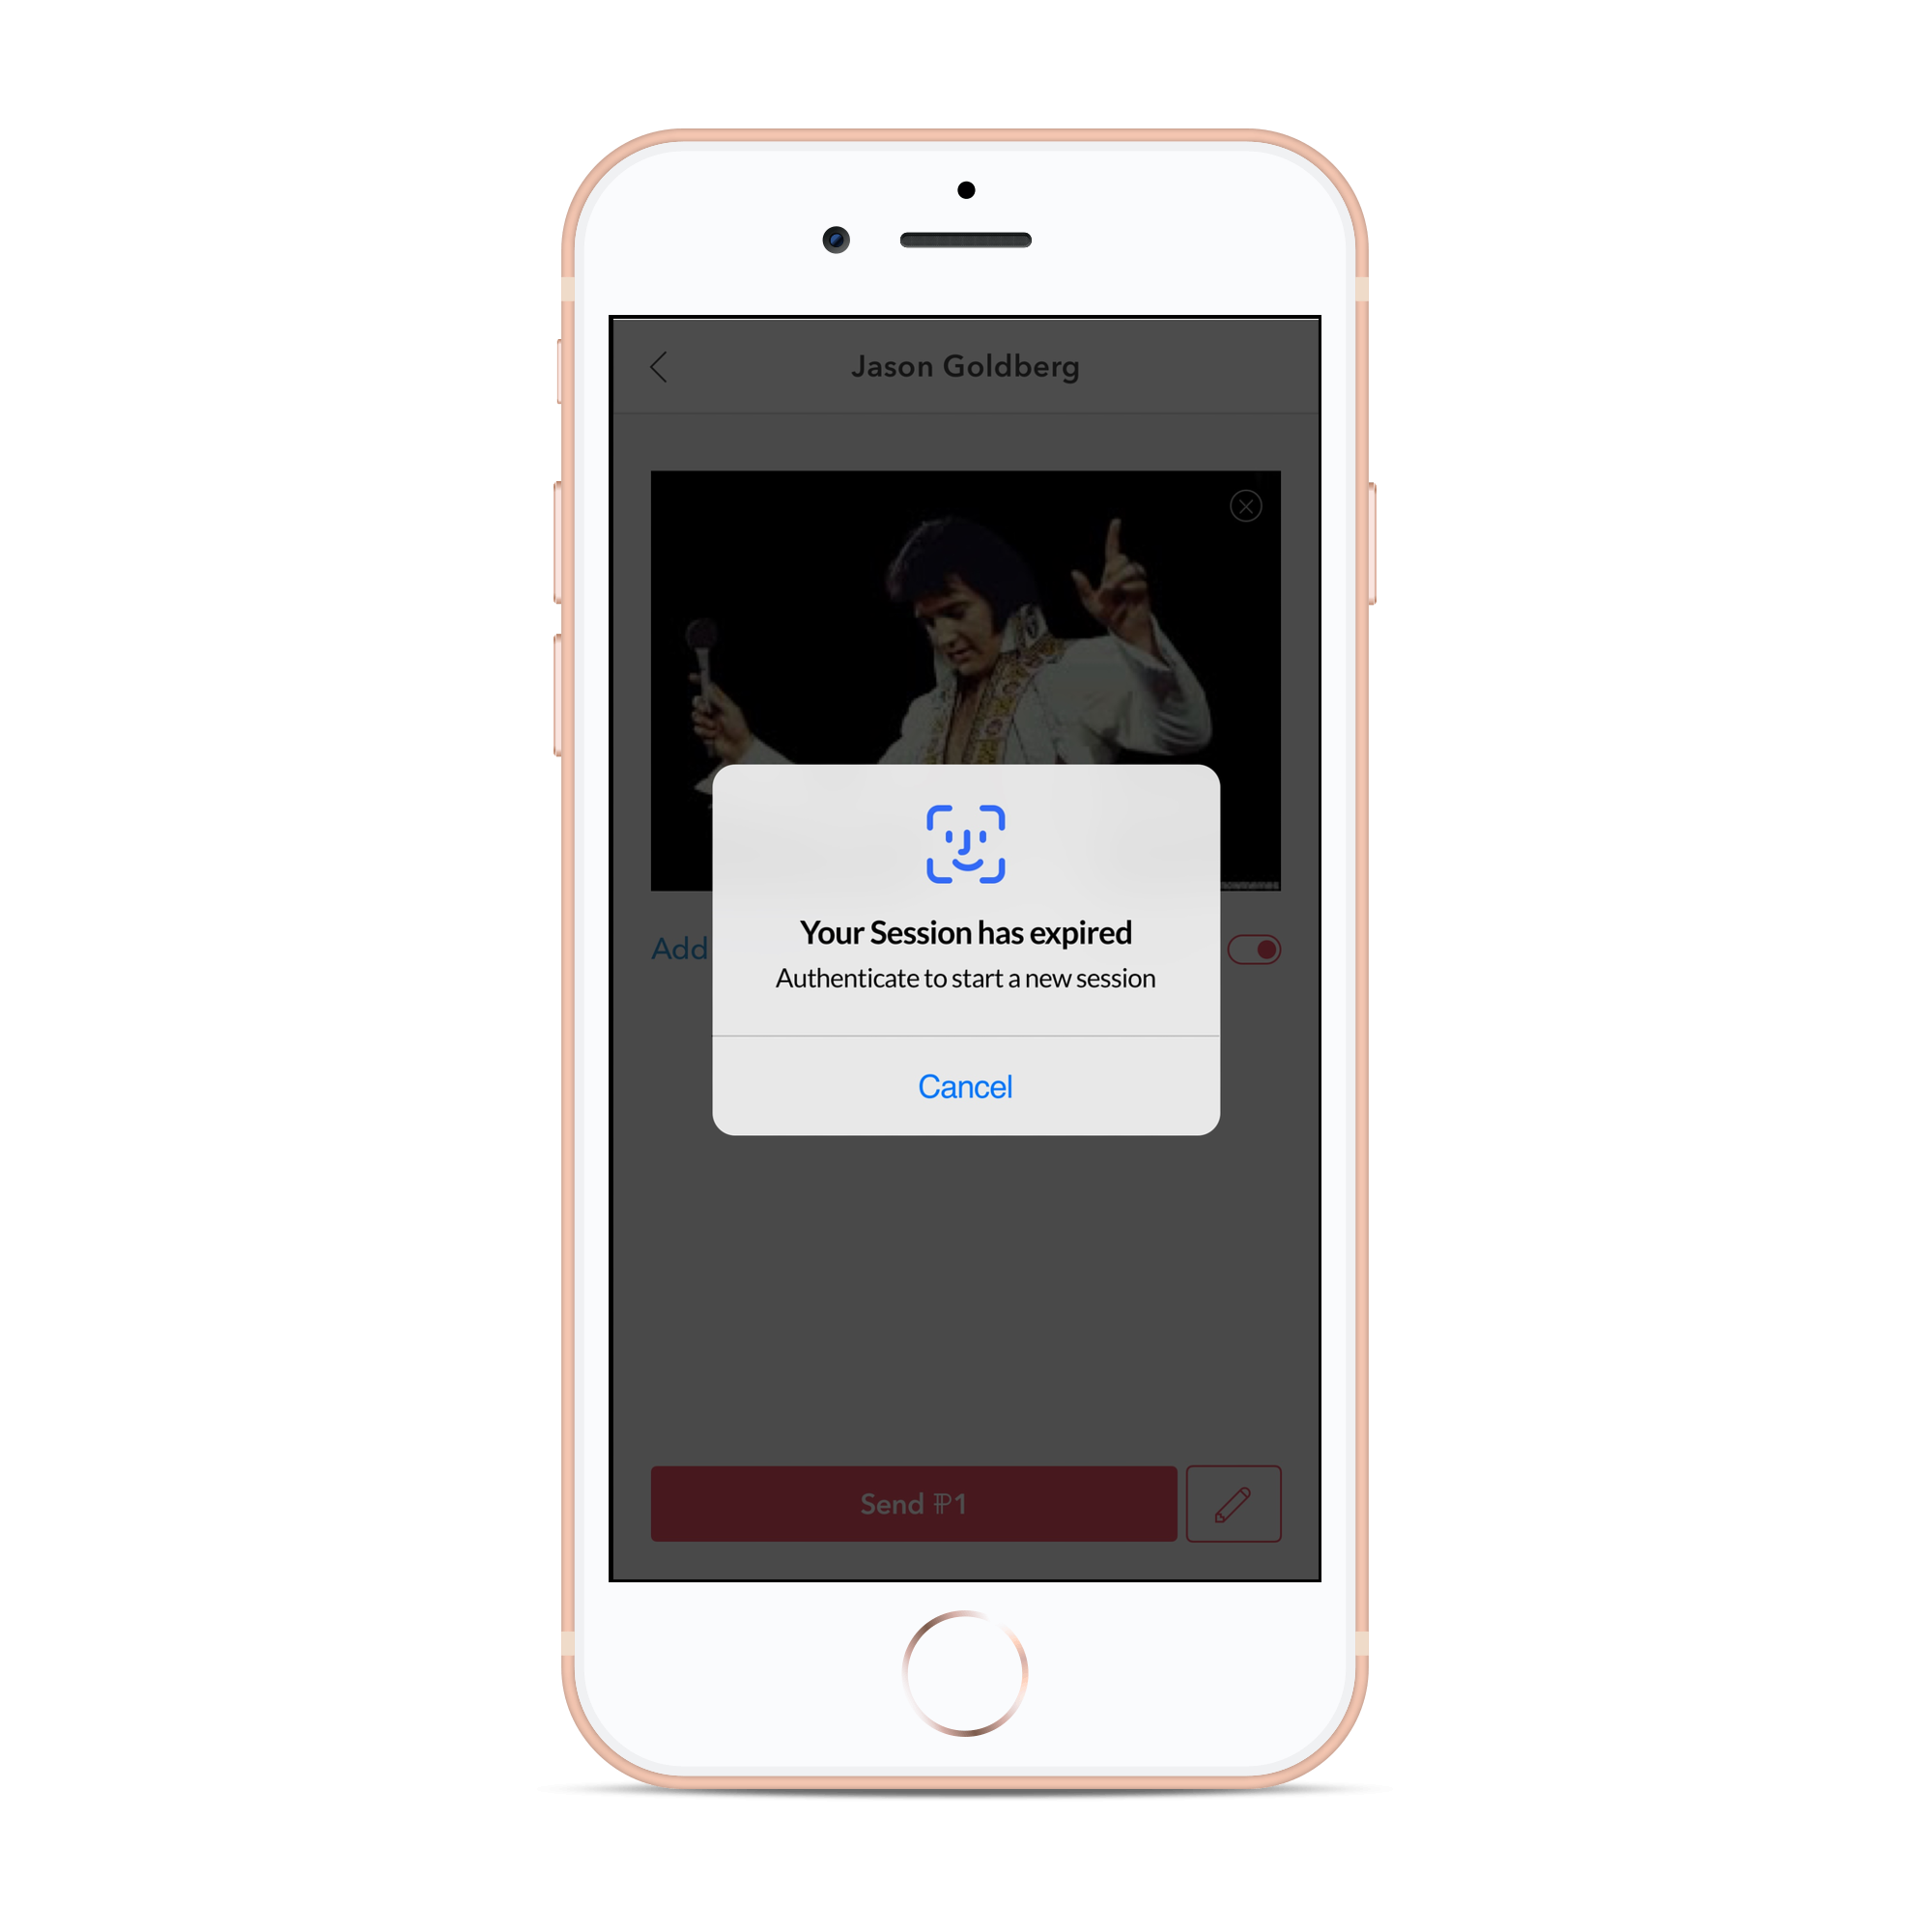 Jason Goldberg
Add
Your Session has expired
Authenticate to start a new session
Cancel
Send ₱1